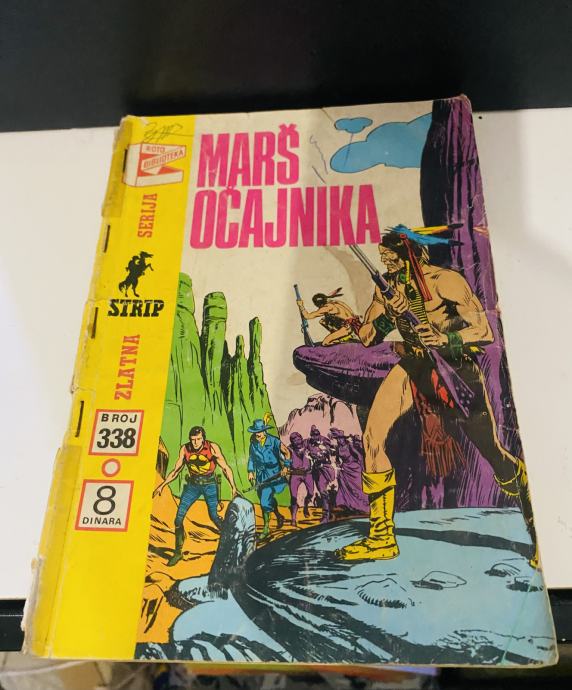 ROTO
BIBLIOTEKA
MARŠ
OČAJNIKA
ZLATNA SERIJA
STRIP
BROJ
338
8
DINARA